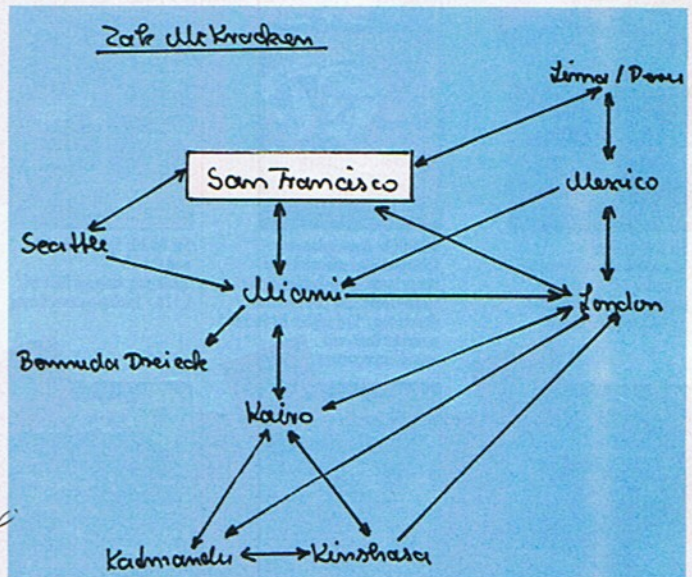 Zak McKracken
Lima / Peru
San Francisco
Mexico
Seattle
Miami
London
Bermuda Dreieck
Kairo
Katmandu
Kinshasa